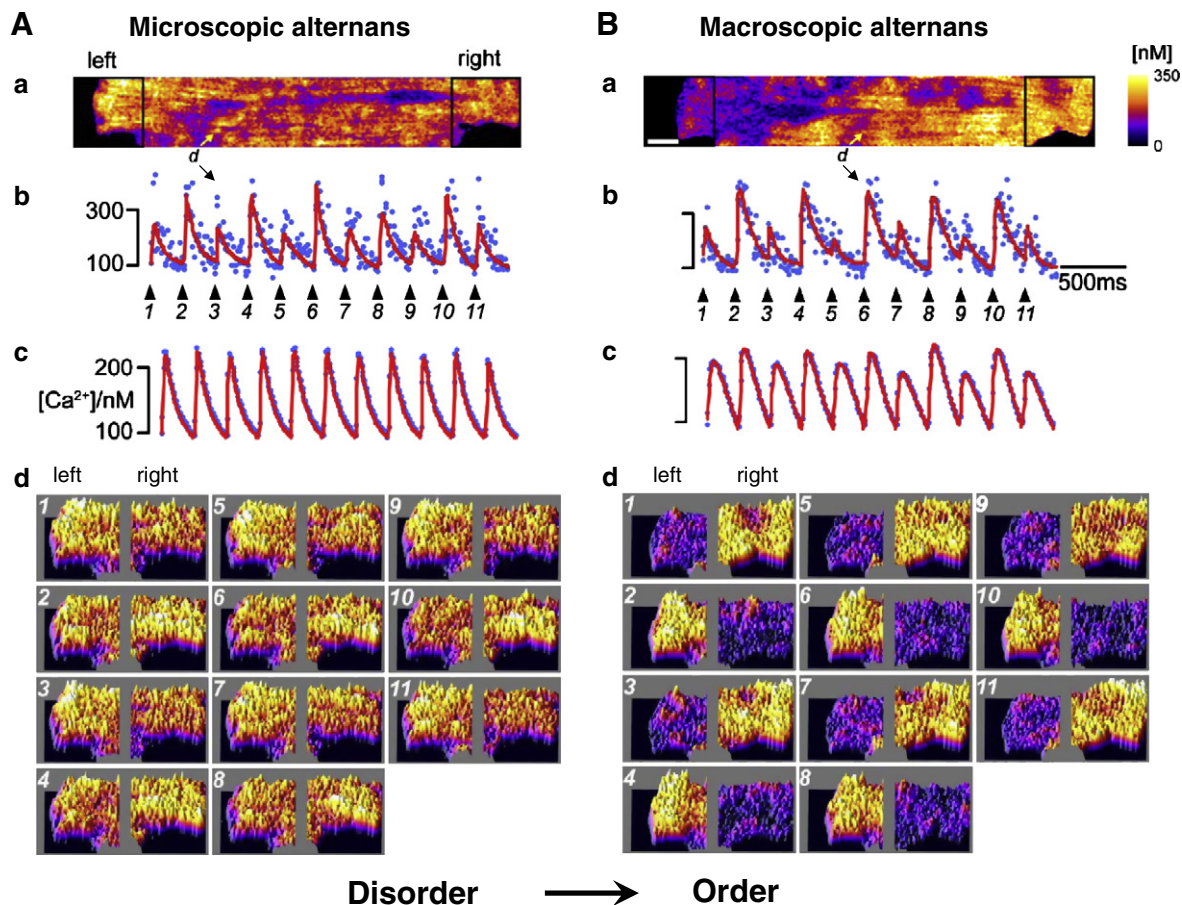 A Microscopic alternans
left right
a
d
b
300
100
1 2 3 4 5 6 7 8 9 10 11
c
200
[Ca²⁺]/nM
100
d left right
1 5 9
2 6 10
3 7 11
4 8
B Macroscopic alternans
[nM]
350
0
a
d
b
500ms
1 2 3 4 5 6 7 8 9 10 11
c
d left right
1 5 9
2 6 10
3 7 11
4 8
Disorder Order